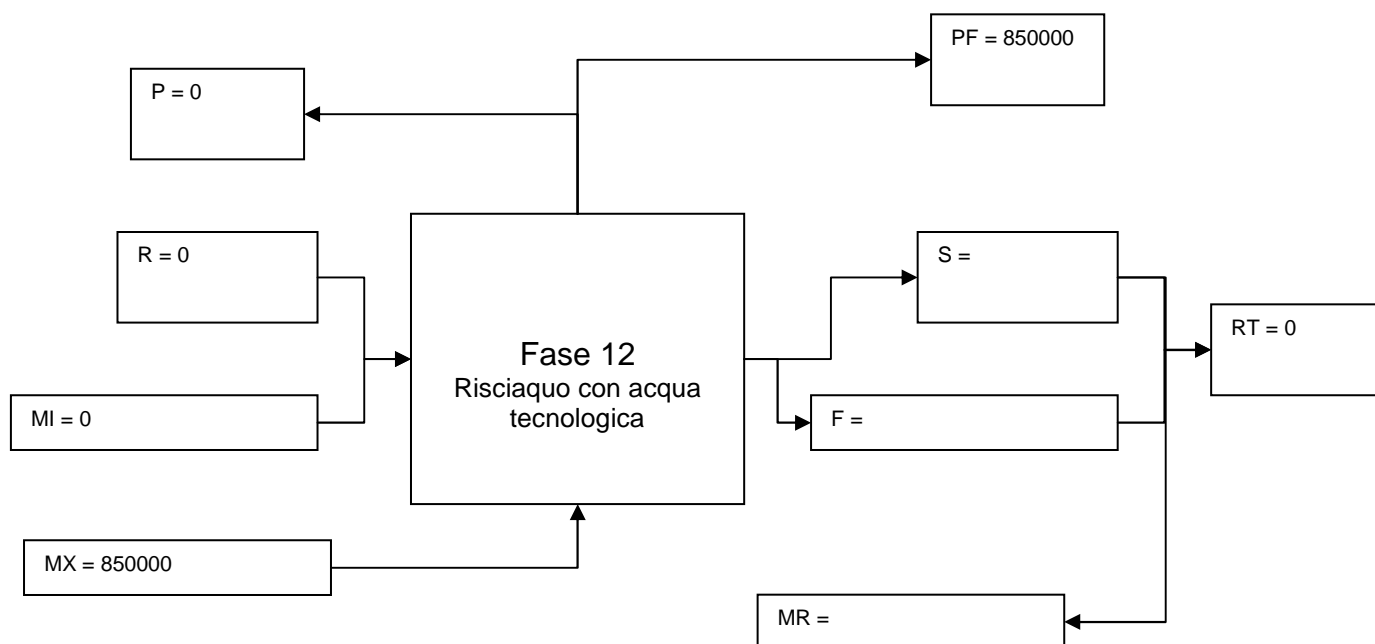 PF = 850000
P = 0
R = 0
S =
RT = 0
Fase 12
Risciaquo con acqua
tecnologica
MI = 0
F =
MX = 850000
MR =